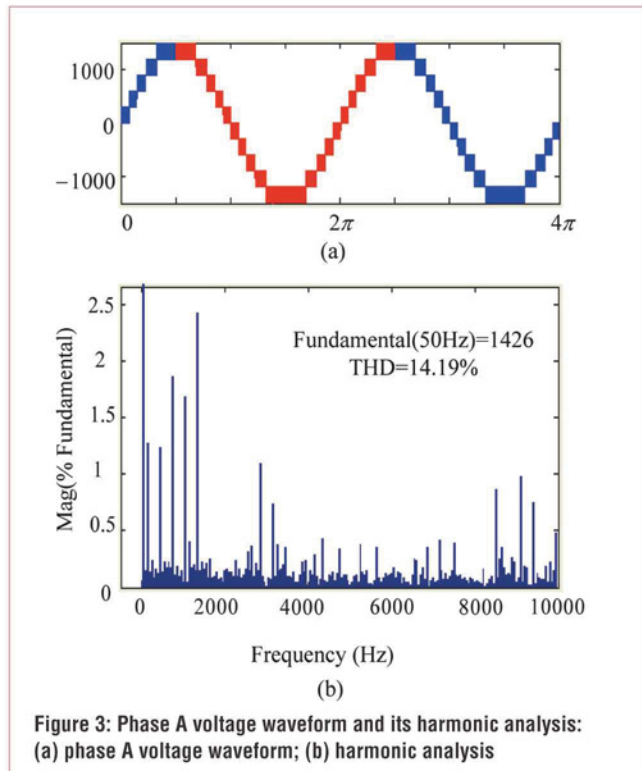 1000
0
−1000
0
2π
4π
(a)
2.5
2
1.5
1
0.5
0
Mag(% Fundamental)
Fundamental(50Hz)=1426
THD=14.19%
0
2000
4000
6000
8000
10000
Frequency (Hz)
(b)
Figure 3: Phase A voltage waveform and its harmonic analysis:
(a) phase A voltage waveform; (b) harmonic analysis